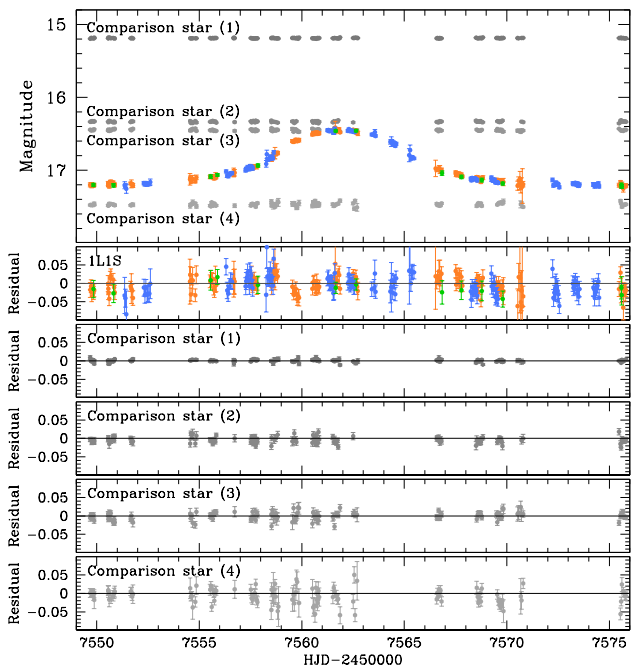 15
Comparison star (1)
16
Comparison star (2)
Comparison star (3)
Magnitude
17
Comparison star (4)
1L1S
0.05
0
−0.05
Residual
Comparison star (1)
0.05
0
−0.05
Residual
Comparison star (2)
0.05
0
−0.05
Residual
Comparison star (3)
0.05
0
−0.05
Residual
Comparison star (4)
0.05
0
−0.05
Residual
7550 7555 7560 7565 7570 7575
HJD−2450000